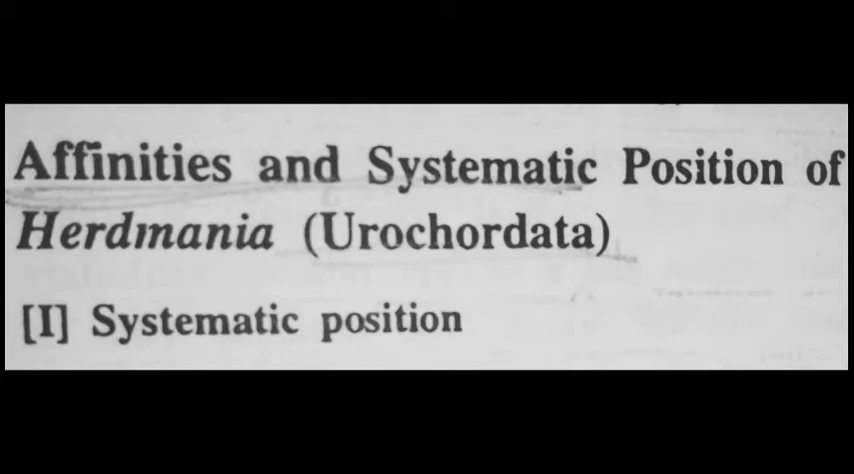 Affinities and Systematic Position of
Herdmania (Urochordata)
[I] Systematic position